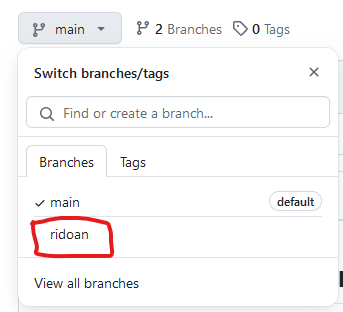 main 2 Branches 0 Tags
Switch branches/tags
Find or create a branch...
Branches Tags
main default
ridoan
View all branches